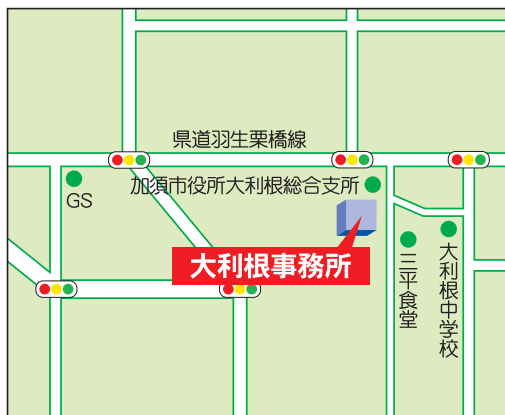 県道羽生栗橋線
加須市役所大利根総合支所
GS
大利根事務所
三平食堂
大利根中学校